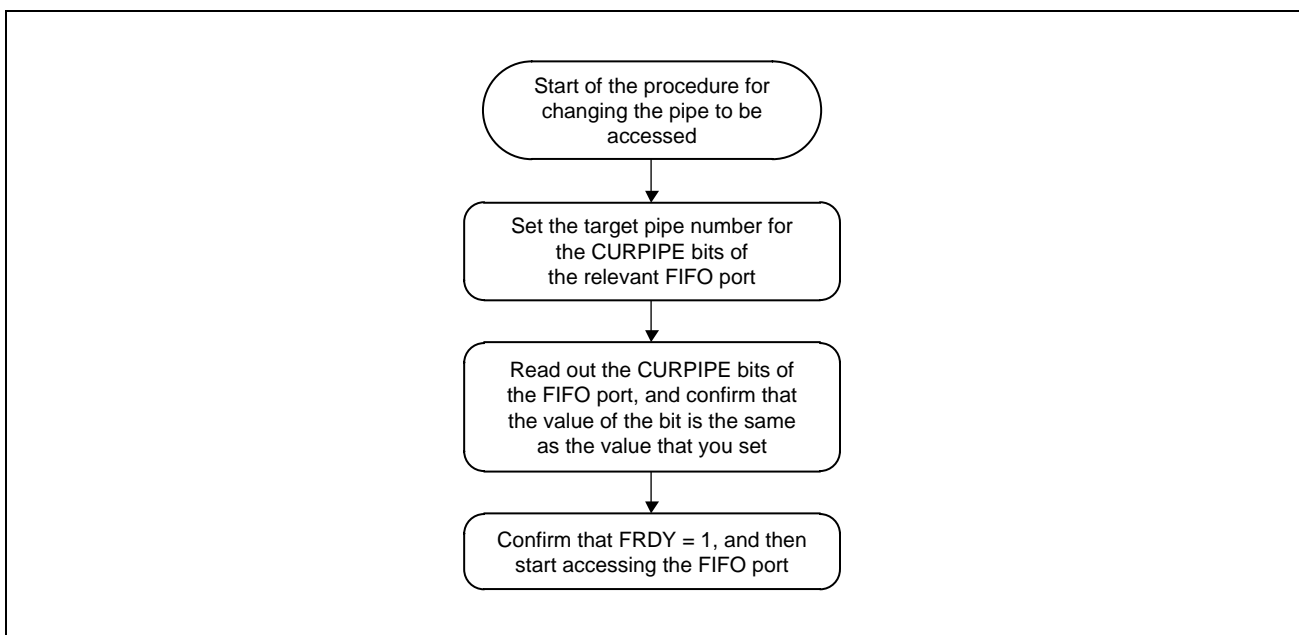 Start of the procedure for
changing the pipe to be
accessed
Set the target pipe number for
the CURPIPE bits of
the relevant FIFO port
Read out the CURPIPE bits of
the FIFO port, and confirm that
the value of the bit is the same
as the value that you set
Confirm that FRDY = 1, and then
start accessing the FIFO port